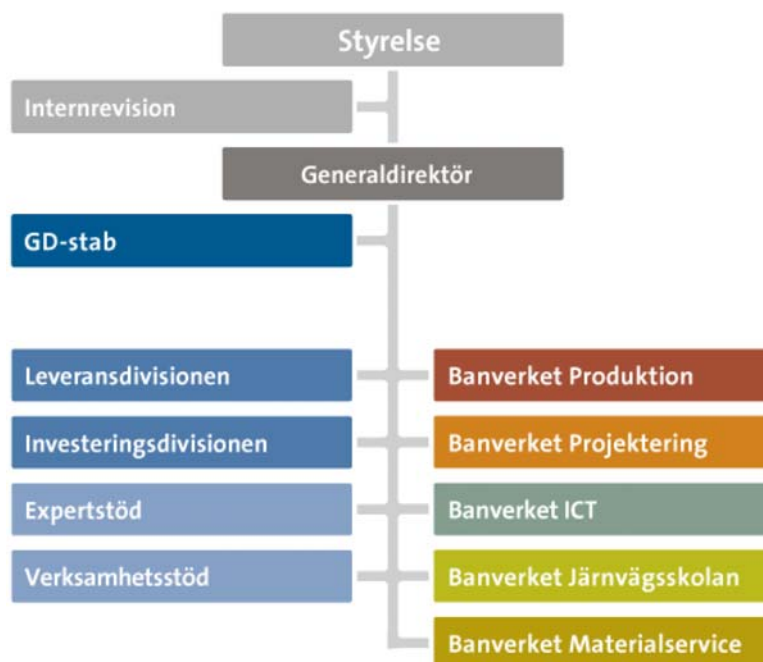 Styrelse
Internrevision
Generaldirektör
GD-stab
Leveransdivisionen
Banverket Produktion
Investeringsdivisionen
Banverket Projektering
Expertstöd
Banverket ICT
Verksamhetsstöd
Banverket Järnvägsskolan
Banverket Materialservice